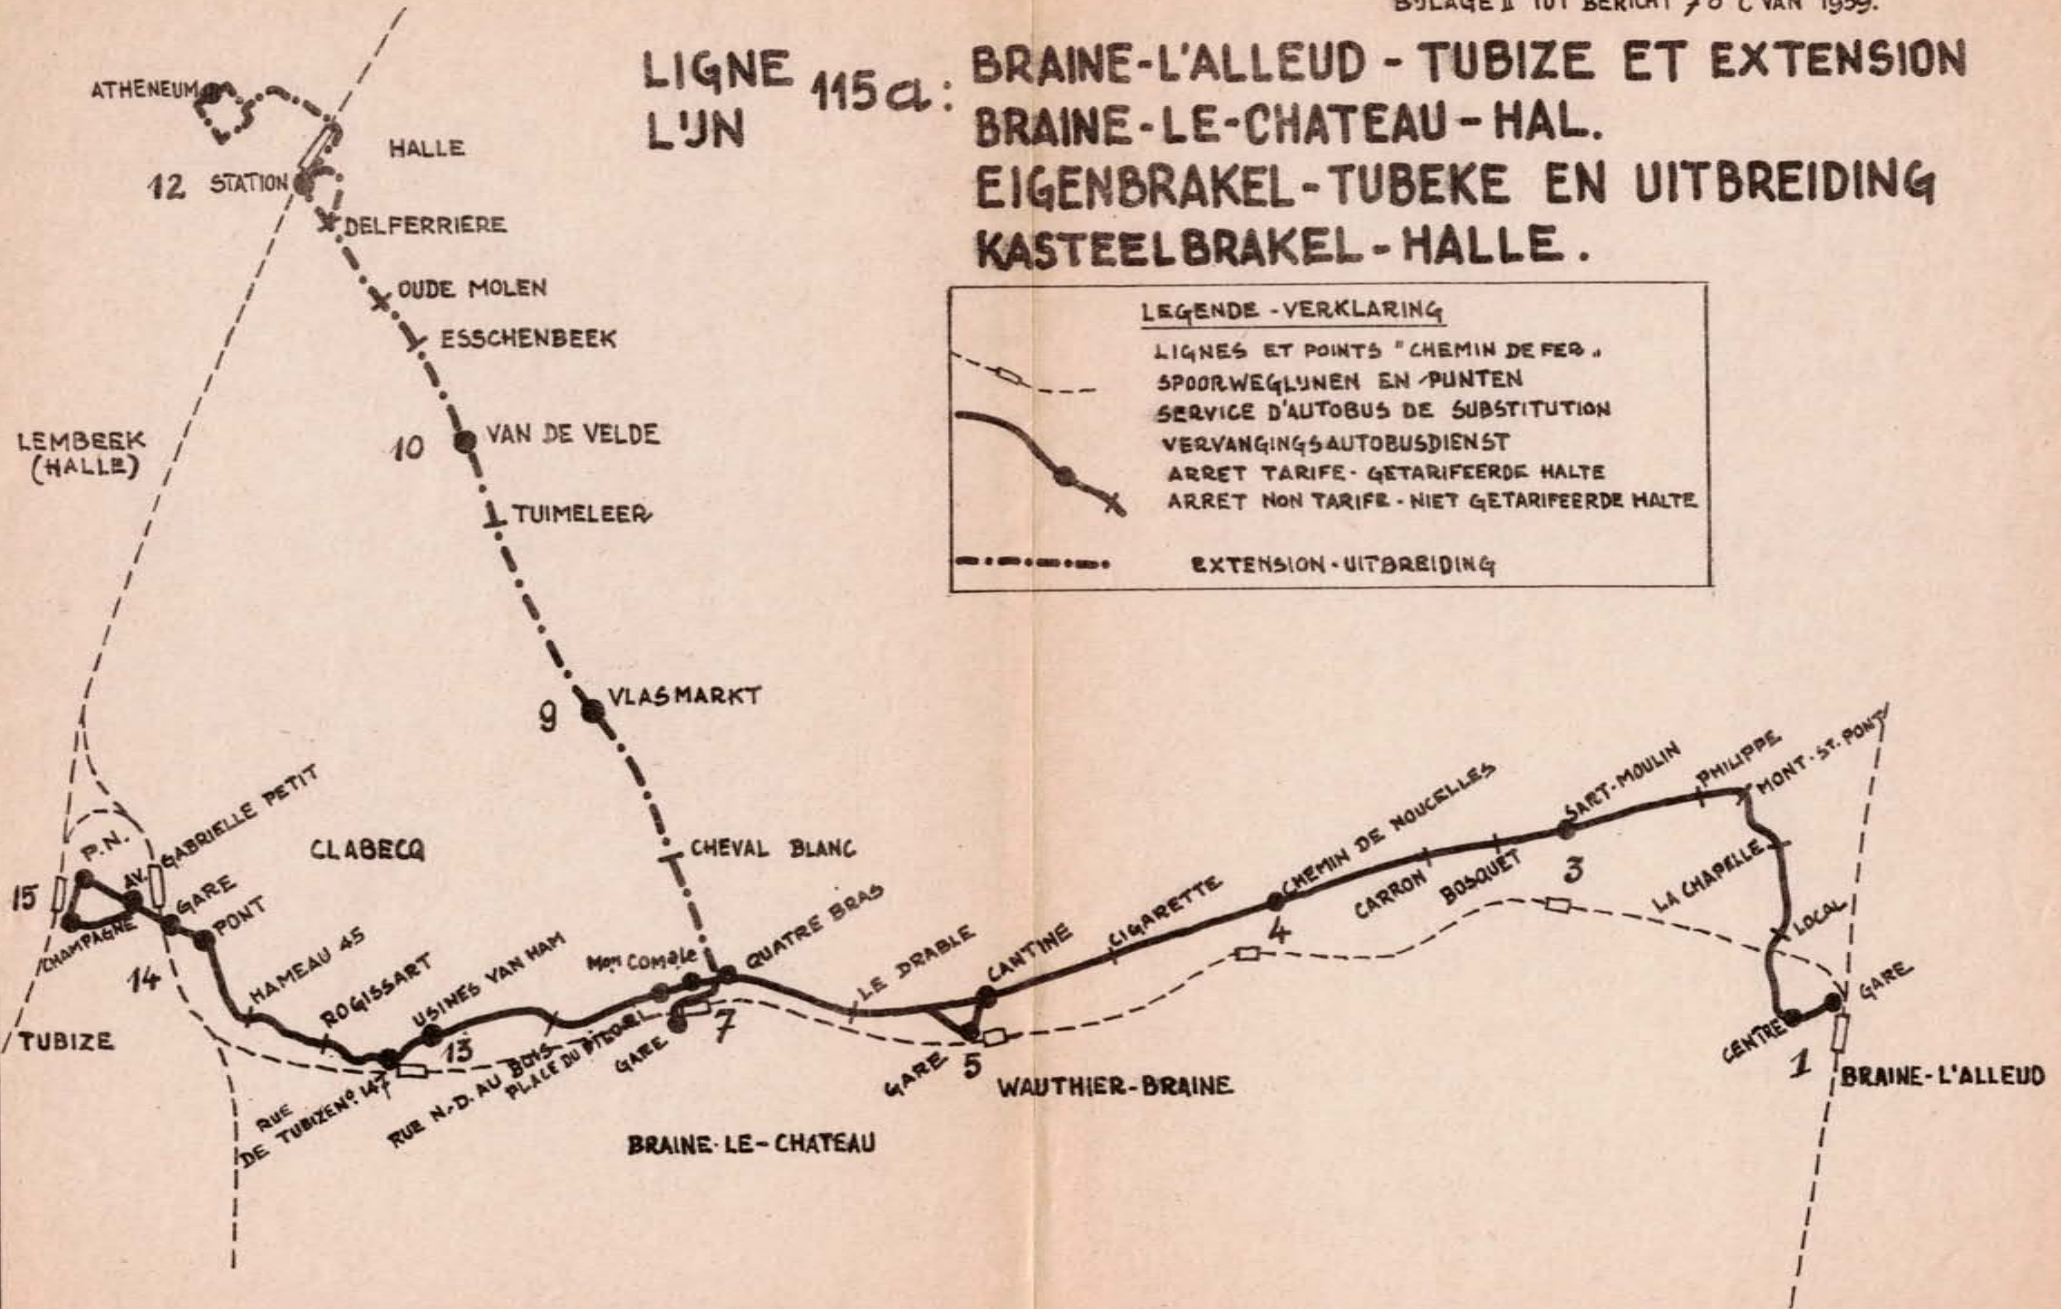 BIJLAGE II TOT BERICHT 78 C VAN 1959.
LIGNE
LIJN
115a:
BRAINE-L'ALLEUD - TUBIZE ET EXTENSION
BRAINE-LE-CHATEAU - HAL.
EIGENBRAKEL-TUBEKE EN UITBREIDING
KASTEELBRAKEL-HALLE.
LEGENDE - VERKLARING
LIGNES ET POINTS "CHEMIN DE FER"
SPOORWEGLIJNEN EN PUNTEN
SERVICE D'AUTOBUS DE SUBSTITUTION
VERVANGINGSAUTOBUSDIENST
ARRET TARIFE - GETARIFEERDE HALTE
ARRET NON TARIFE - NIET GETARIFEERDE HALTE
EXTENSION - UITBREIDING
ATHENEUM
HALLE
12 STATION
DELFERRIERE
OUDE MOLEN
ESSCHENBEEK
LEMBEEK
(HALLE)
10 VAN DE VELDE
TUIMELEER
9 VLASMARKT
CHEVAL BLANC
CLABECQ
P.N.
AV. GABRIELLE PETIT
15
CHAMPAGNE
GARE
PONT
14
TUBIZE
HAMEAU 45
ROGISSART
USINES VAN HAM
13
RUE
DE TUBIZE Nº 147
RUE N.-D. AU BOIS
PLACE DU PILORI
GARE
7
QUATRE BRAS
BRAINE-LE-CHATEAU
LE DRABLE
CANTINE
GARE
5
WAUTHIER-BRAINE
CIGARETTE
CHEMIN DE NOUCELLES
4
CARRON
BOSQUET
SART-MOULIN
3
PHILIPPE
MONT-ST. PONT
LA CHAPELLE
LOCAL
GARE
CENTRE
1
BRAINE-L'ALLEUD